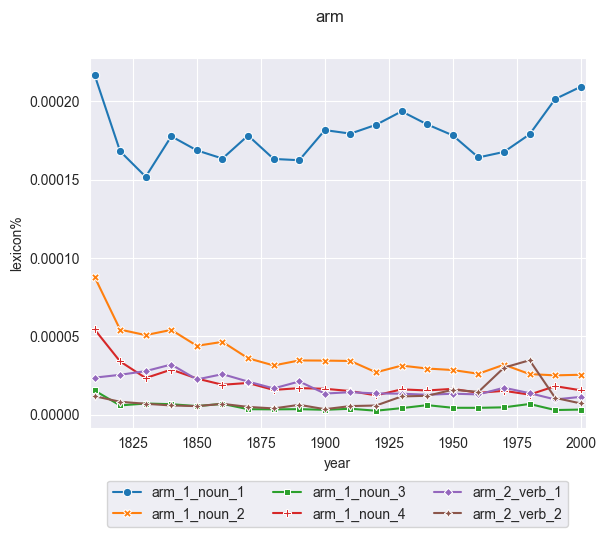 arm
0.00020
0.00015
0.00010
0.00005
0.00000
lexicon%
1825 1850 1875 1900 1925 1950 1975 2000
year
arm_1_noun_1 arm_1_noun_3 arm_2_verb_1
arm_1_noun_2 arm_1_noun_4 arm_2_verb_2